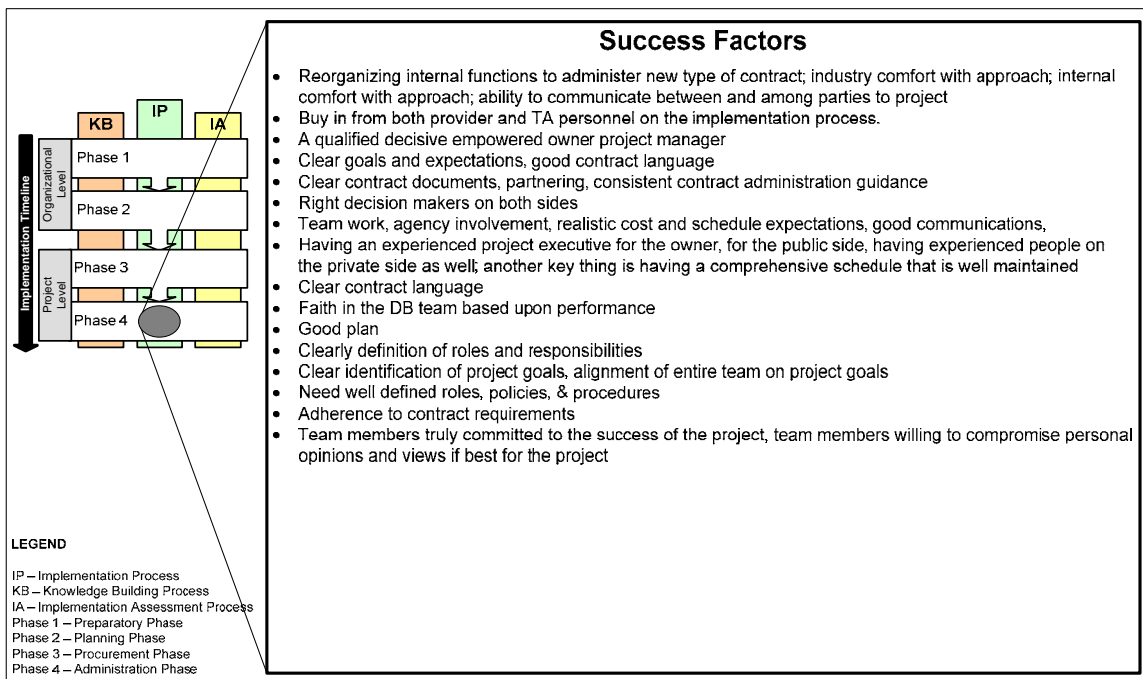 Success Factors
• Reorganizing internal functions to administer new type of contract; industry comfort with approach; internal
comfort with approach; ability to communicate between and among parties to project
• Buy in from both provider and TA personnel on the implementation process.
• A qualified decisive empowered owner project manager
• Clear goals and expectations, good contract language
• Clear contract documents, partnering, consistent contract administration guidance
• Right decision makers on both sides
• Team work, agency involvement, realistic cost and schedule expectations, good communications,
• Having an experienced project executive for the owner, for the public side, having experienced people on
the private side as well; another key thing is having a comprehensive schedule that is well maintained
• Clear contract language
• Faith in the DB team based upon performance
• Good plan
• Clearly definition of roles and responsibilities
• Clear identification of project goals, alignment of entire team on project goals
• Need well defined roles, policies, & procedures
• Adherence to contract requirements
• Team members truly committed to the success of the project, team members willing to compromise personal
opinions and views if best for the project
KB
IP
IA
Implementation Timeline
Organizational
Level
Phase 1
Phase 2
Project
Level
Phase 3
Phase 4
LEGEND
IP – Implementation Process
KB – Knowledge Building Process
IA – Implementation Assessment Process
Phase 1 – Preparatory Phase
Phase 2 – Planning Phase
Phase 3 – Procurement Phase
Phase 4 – Administration Phase